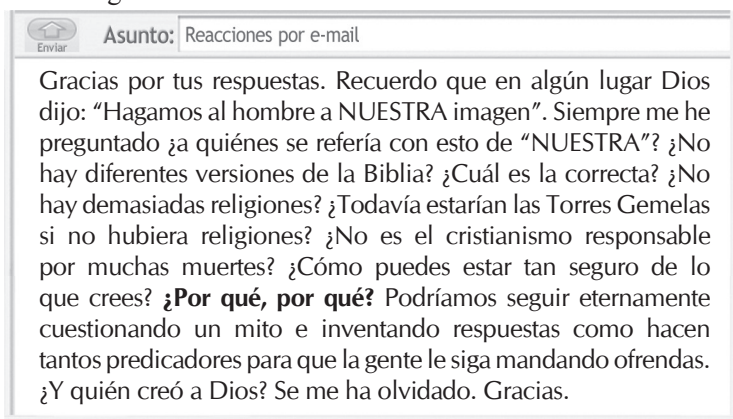 Enviar
Asunto: Reacciones por e-mail
Gracias por tus respuestas. Recuerdo que en algún lugar Dios
dijo: “Hagamos al hombre a NUESTRA imagen”. Siempre me he
preguntado ¿a quiénes se refería con esto de “NUESTRA”? ¿No
hay diferentes versiones de la Biblia? ¿Cuál es la correcta? ¿No
hay demasiadas religiones? ¿Todavía estarían las Torres Gemelas
si no hubiera religiones? ¿No es el cristianismo responsable
por muchas muertes? ¿Cómo puedes estar tan seguro de lo
que crees? ¿Por qué, por qué? Podríamos seguir eternamente
cuestionando un mito e inventando respuestas como hacen
tantos predicadores para que la gente le siga mandando ofrendas.
¿Y quién creó a Dios? Se me ha olvidado. Gracias.